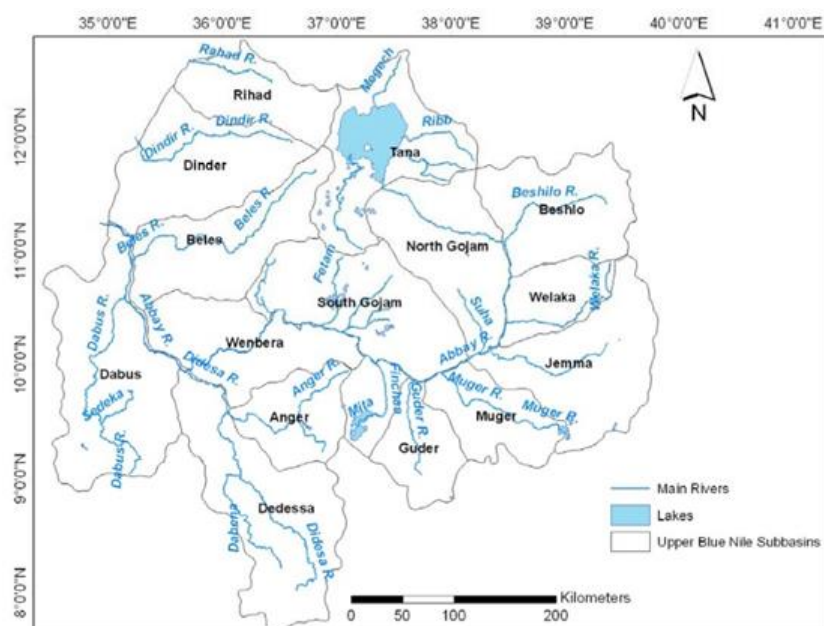 35°0'0"E 36°0'0"E 37°0'0"E 38°0'0"E 39°0'0"E 40°0'0"E 41°0'0"E
12°0'0"N
11°0'0"N
10°0'0"N
9°0'0"N
8°0'0"N
N
Rahad R.
Rihad
Mogech
Dindir R.
Dindir R.
Dinder
Ribb
Tana
Beshilo R.
Beshlo
Beles R.
Beles R.
Beles
North Gojam
Fetam
South Gojam
Welaka
Welaka R.
Suha
Dabus R.
Abbay R.
Wenbera
Abbay R.
Jemma
Didesa R.
Dabus
Sedeka
Dabus R.
Anger R.
Anger
Mita
Finchaa
Guder R.
Guder
Muger R.
Muger R.
Muger
Dedessa
Dabena
Didesa R.
Main Rivers
Lakes
Upper Blue Nile Subbasins
Kilometers
0 50 100 200